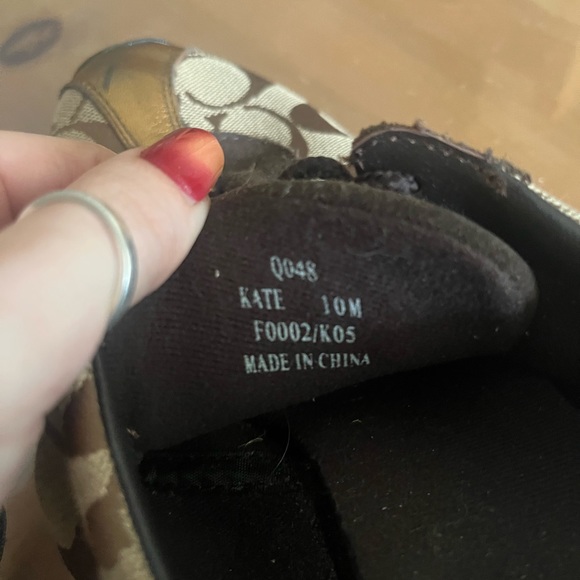 Q048
KATE 10M
F0002/K05
MADE IN CHINA